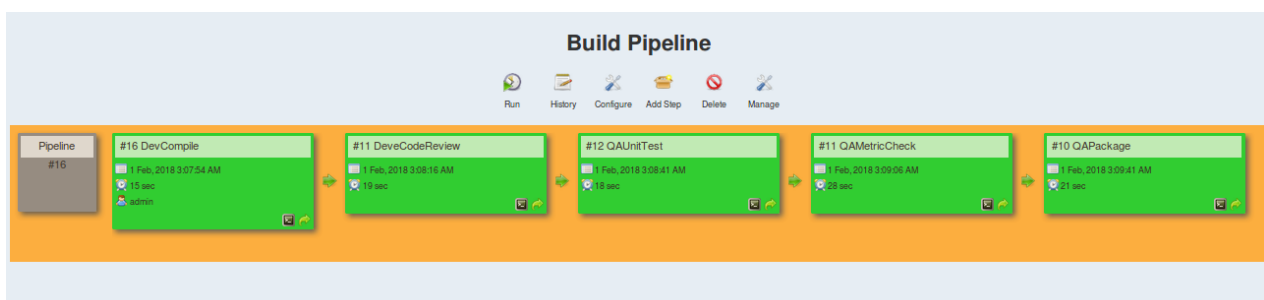 Build Pipeline
Run History Configure Add Step Delete Manage
Pipeline
#16
#16 DevCompile
1 Feb, 2018 3:07:54 AM
15 sec
admin
#11 DeveCodeReview
1 Feb, 2018 3:08:16 AM
19 sec
#12 QAUnitTest
1 Feb, 2018 3:08:41 AM
18 sec
#11 QAMetricCheck
1 Feb, 2018 3:09:06 AM
28 sec
#10 QAPackage
1 Feb, 2018 3:09:41 AM
21 sec